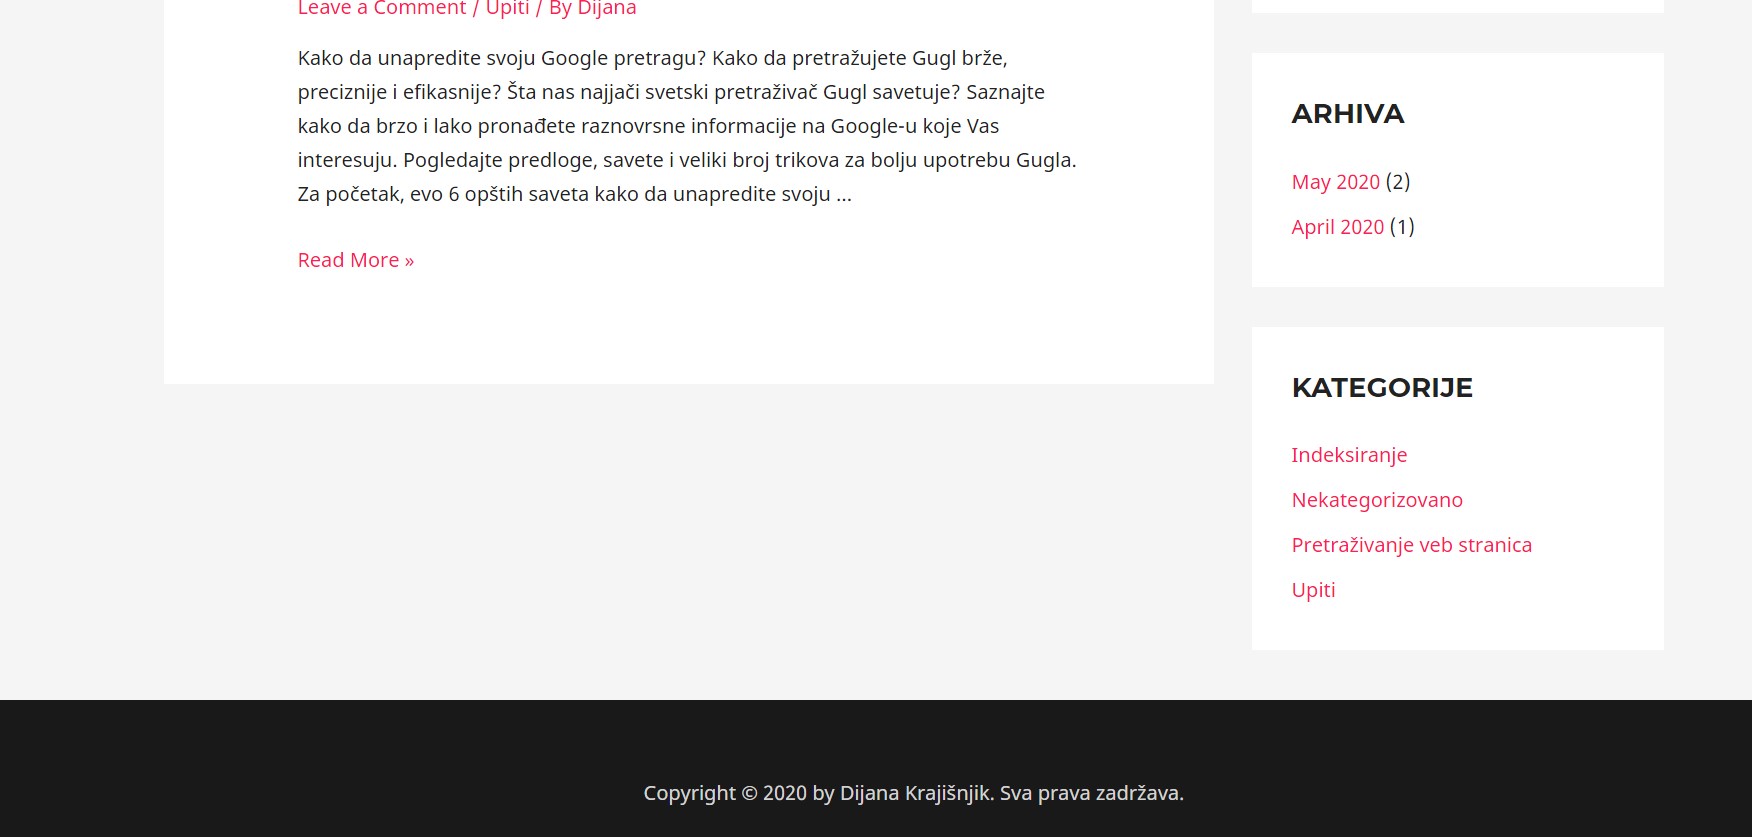 Leave a Comment / Upiti / By Dijana
Kako da unapredite svoju Google pretragu? Kako da pretražujete Gugl brže,
preciznije i efikasnije? Šta nas najjači svetski pretraživač Gugl savetuje? Saznajte
kako da brzo i lako pronađete raznovrsne informacije na Google-u koje Vas
interesuju. Pogledajte predloge, savete i veliki broj trikova za bolju upotrebu Gugla.
Za početak, evo 6 opštih saveta kako da unapredite svoju ...
Read More »
ARHIVA
May 2020 (2)
April 2020 (1)
KATEGORIJE
Indeksiranje
Nekategorizovano
Pretraživanje veb stranica
Upiti
Copyright © 2020 by Dijana Krajišnjik. Sva prava zadržava.